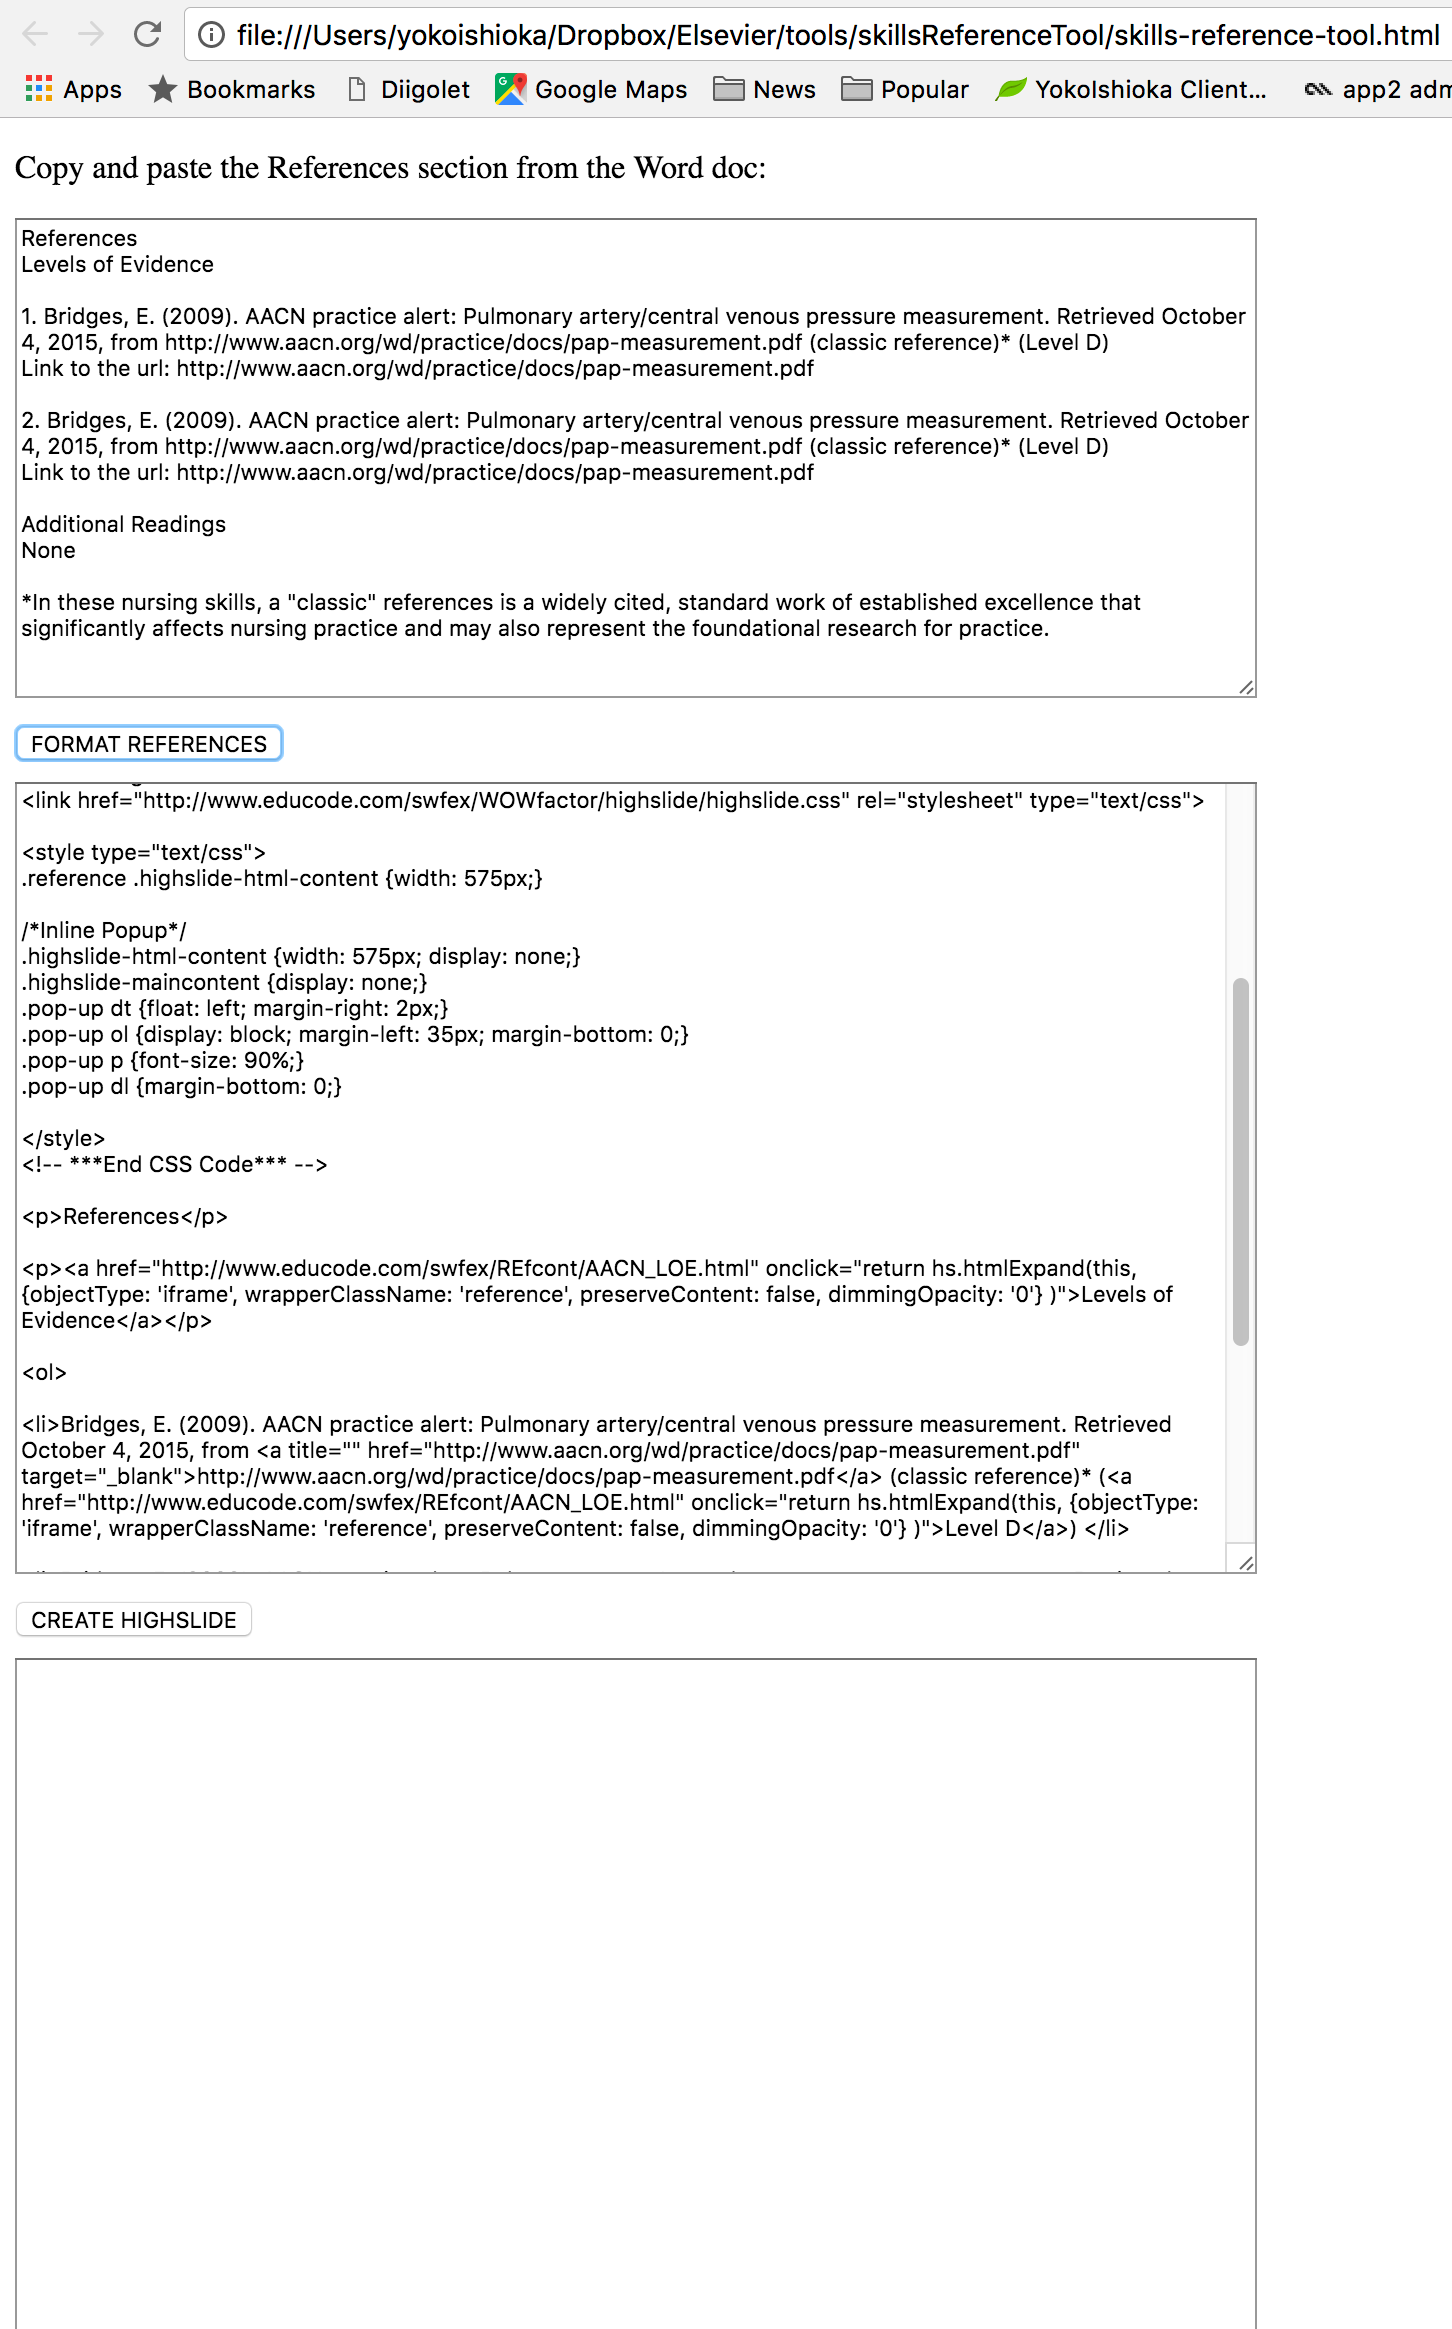 file:///Users/yokoishioka/Dropbox/Elsevier/tools/skillsReferenceTool/skills-reference-tool.html
Apps Bookmarks Diigolet Google Maps News Popular YokoIshioka Client... app2 adm
Copy and paste the References section from the Word doc:
References
Levels of Evidence
1. Bridges, E. (2009). AACN practice alert: Pulmonary artery/central venous pressure measurement. Retrieved October
4, 2015, from http://www.aacn.org/wd/practice/docs/pap-measurement.pdf (classic reference)* (Level D)
Link to the url: http://www.aacn.org/wd/practice/docs/pap-measurement.pdf
2. Bridges, E. (2009). AACN practice alert: Pulmonary artery/central venous pressure measurement. Retrieved October
4, 2015, from http://www.aacn.org/wd/practice/docs/pap-measurement.pdf (classic reference)* (Level D)
Link to the url: http://www.aacn.org/wd/practice/docs/pap-measurement.pdf
Additional Readings
None
*In these nursing skills, a "classic" references is a widely cited, standard work of established excellence that
significantly affects nursing practice and may also represent the foundational research for practice.
FORMAT REFERENCES
<link href="http://www.educode.com/swfex/WOWfactor/highslide/highslide.css" rel="stylesheet" type="text/css">
<style type="text/css">
.reference .highslide-html-content {width: 575px;}
/*Inline Popup*/
.highslide-html-content {width: 575px; display: none;}
.highslide-maincontent {display: none;}
.pop-up dt {float: left; margin-right: 2px;}
.pop-up ol {display: block; margin-left: 35px; margin-bottom: 0;}
.pop-up p {font-size: 90%;}
.pop-up dl {margin-bottom: 0;}
</style>
<!-- ***End CSS Code*** -->
<p>References</p>
<p><a href="http://www.educode.com/swfex/REfcont/AACN_LOE.html" onclick="return hs.htmlExpand(this,
{objectType: 'iframe', wrapperClassName: 'reference', preserveContent: false, dimmingOpacity: '0'} )">Levels of
Evidence</a></p>
<ol>
<li>Bridges, E. (2009). AACN practice alert: Pulmonary artery/central venous pressure measurement. Retrieved
October 4, 2015, from <a title="" href="http://www.aacn.org/wd/practice/docs/pap-measurement.pdf"
target="_blank">http://www.aacn.org/wd/practice/docs/pap-measurement.pdf</a> (classic reference)* (<a
href="http://www.educode.com/swfex/REfcont/AACN_LOE.html" onclick="return hs.htmlExpand(this, {objectType:
'iframe', wrapperClassName: 'reference', preserveContent: false, dimmingOpacity: '0'} )">Level D</a>) </li>
CREATE HIGHSLIDE